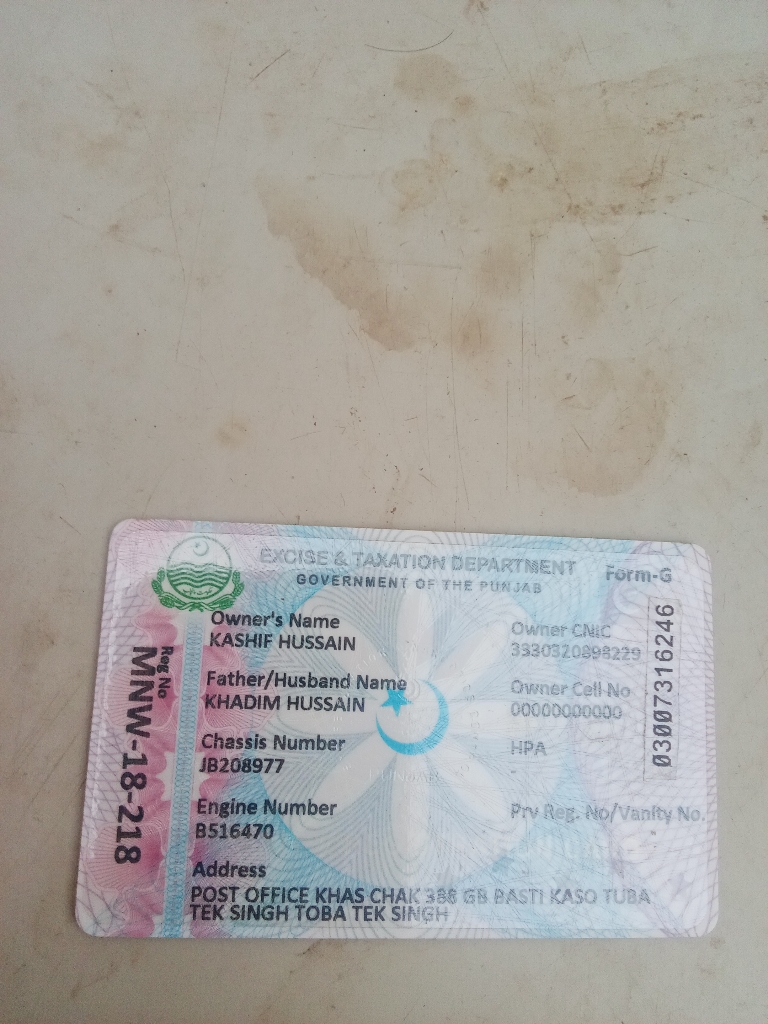 EXCISE & TAXATION DEPARTMENT
GOVERNMENT OF THE PUNJAB
Form-G
Reg No
MNW-18-218
Owner's Name
KASHIF HUSSAIN
Father/Husband Name
KHADIM HUSSAIN
Chassis Number
JB208977
Engine Number
B516470
Address
POST OFFICE KHAS CHAK 388 GB BASTI KASO TUBA
TEK SINGH TOBA TEK SINGH
Owner CNIC
3330320898229
Owner Cell No
00000000000
HPA
-
Prv Reg. No/Vanity No.
03007316246